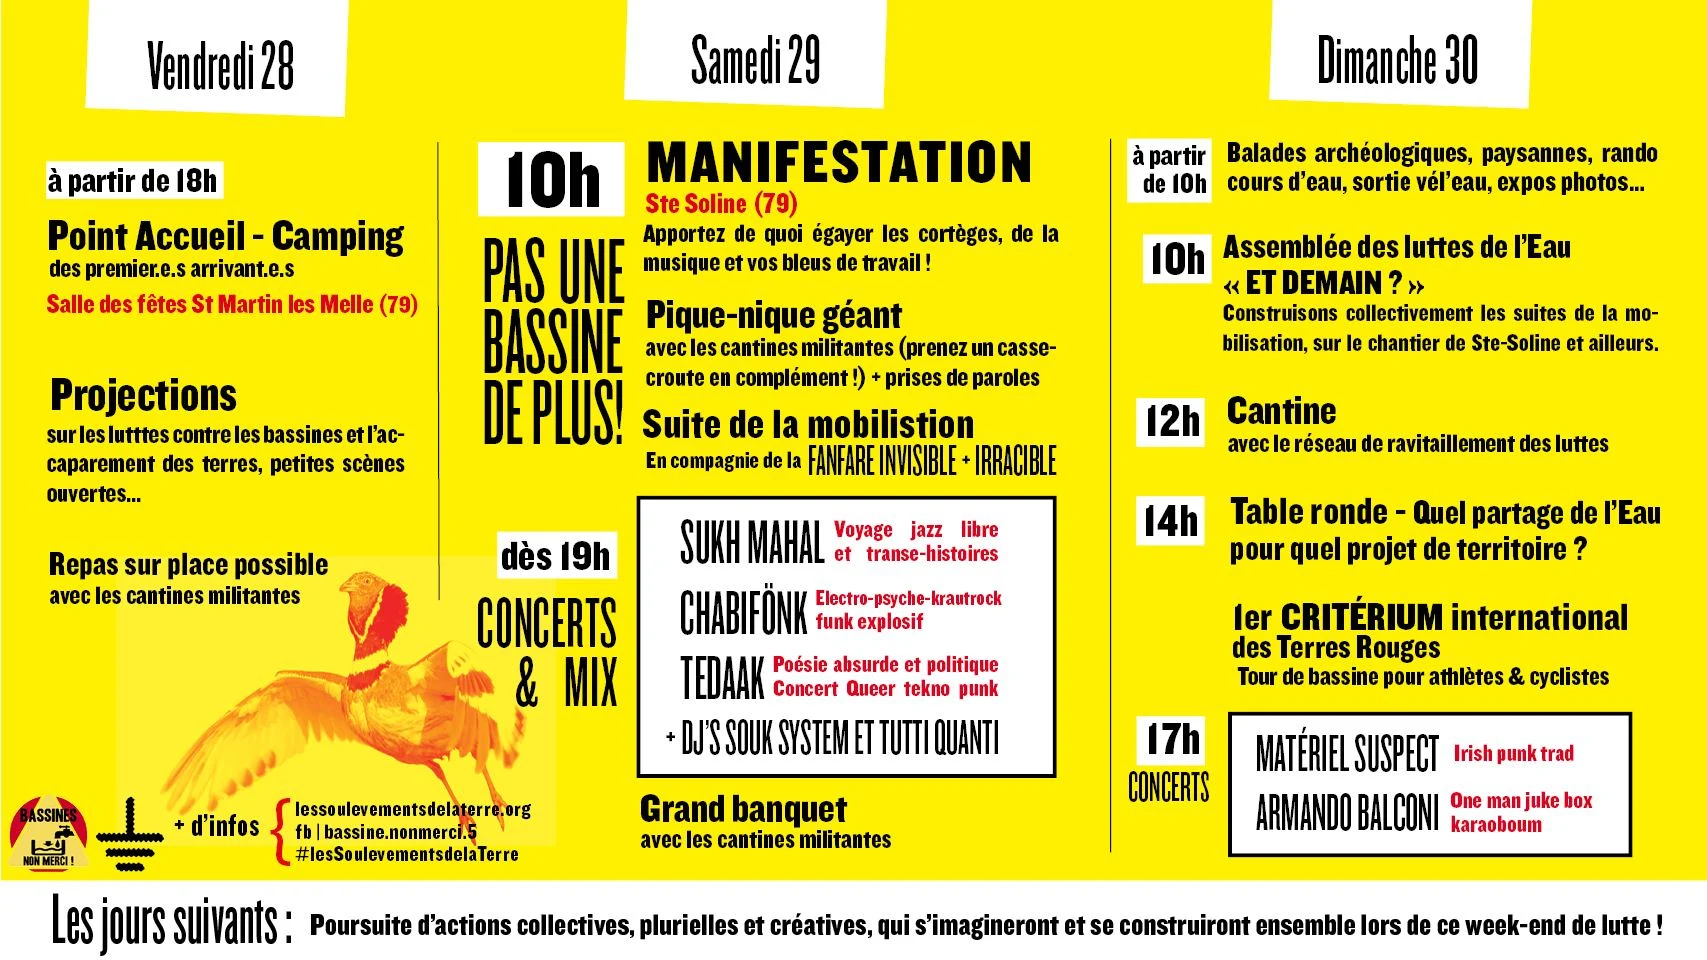 Vendredi 28
à partir de 18h
Point Accueil - Camping
des premier.e.s arrivant.e.s
Salle des fêtes St Martin les Melle (79)
Projections
sur les lutttes contre les bassines et l'ac-
caparement des terres, petites scènes
ouvertes...
Repas sur place possible
avec les cantines militantes
BASSINES
NON MERCI !
+ d'infos
lessoulevementsdelaterre.org
fb | bassine.nonmerci.5
#lesSoulevementsdelaTerre
Samedi 29
10h
PAS UNE
BASSINE
DE PLUS!
MANIFESTATION
Ste Soline (79)
Apportez de quoi égayer les cortèges, de la
musique et vos bleus de travail !
Pique-nique géant
avec les cantines militantes (prenez un casse-
croute en complément !) + prises de paroles
Suite de la mobilistion
En compagnie de la FANFARE INVISIBLE + IRRACIBLE
dès 19h
CONCERTS
& MIX
SUKH MAHAL Voyage jazz libre
et transe-histoires
CHABIFÖNK Electro-psyche-krautrock
funk explosif
TEDAAK Poésie absurde et politique
Concert Queer tekno punk
+ DJ'S SOUK SYSTEM ET TUTTI QUANTI
Grand banquet
avec les cantines militantes
Dimanche 30
à partir
de 10h
Balades archéologiques, paysannes, rando
cours d'eau, sortie vél'eau, expos photos...
10h
Assemblée des luttes de l'Eau
« ET DEMAIN ? »
Construisons collectivement les suites de la mo-
bilisation, sur le chantier de Ste-Soline et ailleurs.
12h
Cantine
avec le réseau de ravitaillement des luttes
14h
Table ronde - Quel partage de l'Eau
pour quel projet de territoire ?
1er CRITÉRIUM international
des Terres Rouges
Tour de bassine pour athlètes & cyclistes
17h
CONCERTS
MATÉRIEL SUSPECT Irish punk trad
ARMANDO BALCONI One man juke box
karaoboum
Les jours suivants : Poursuite d'actions collectives, plurielles et créatives, qui s'imagineront et se construiront ensemble lors de ce week-end de lutte !